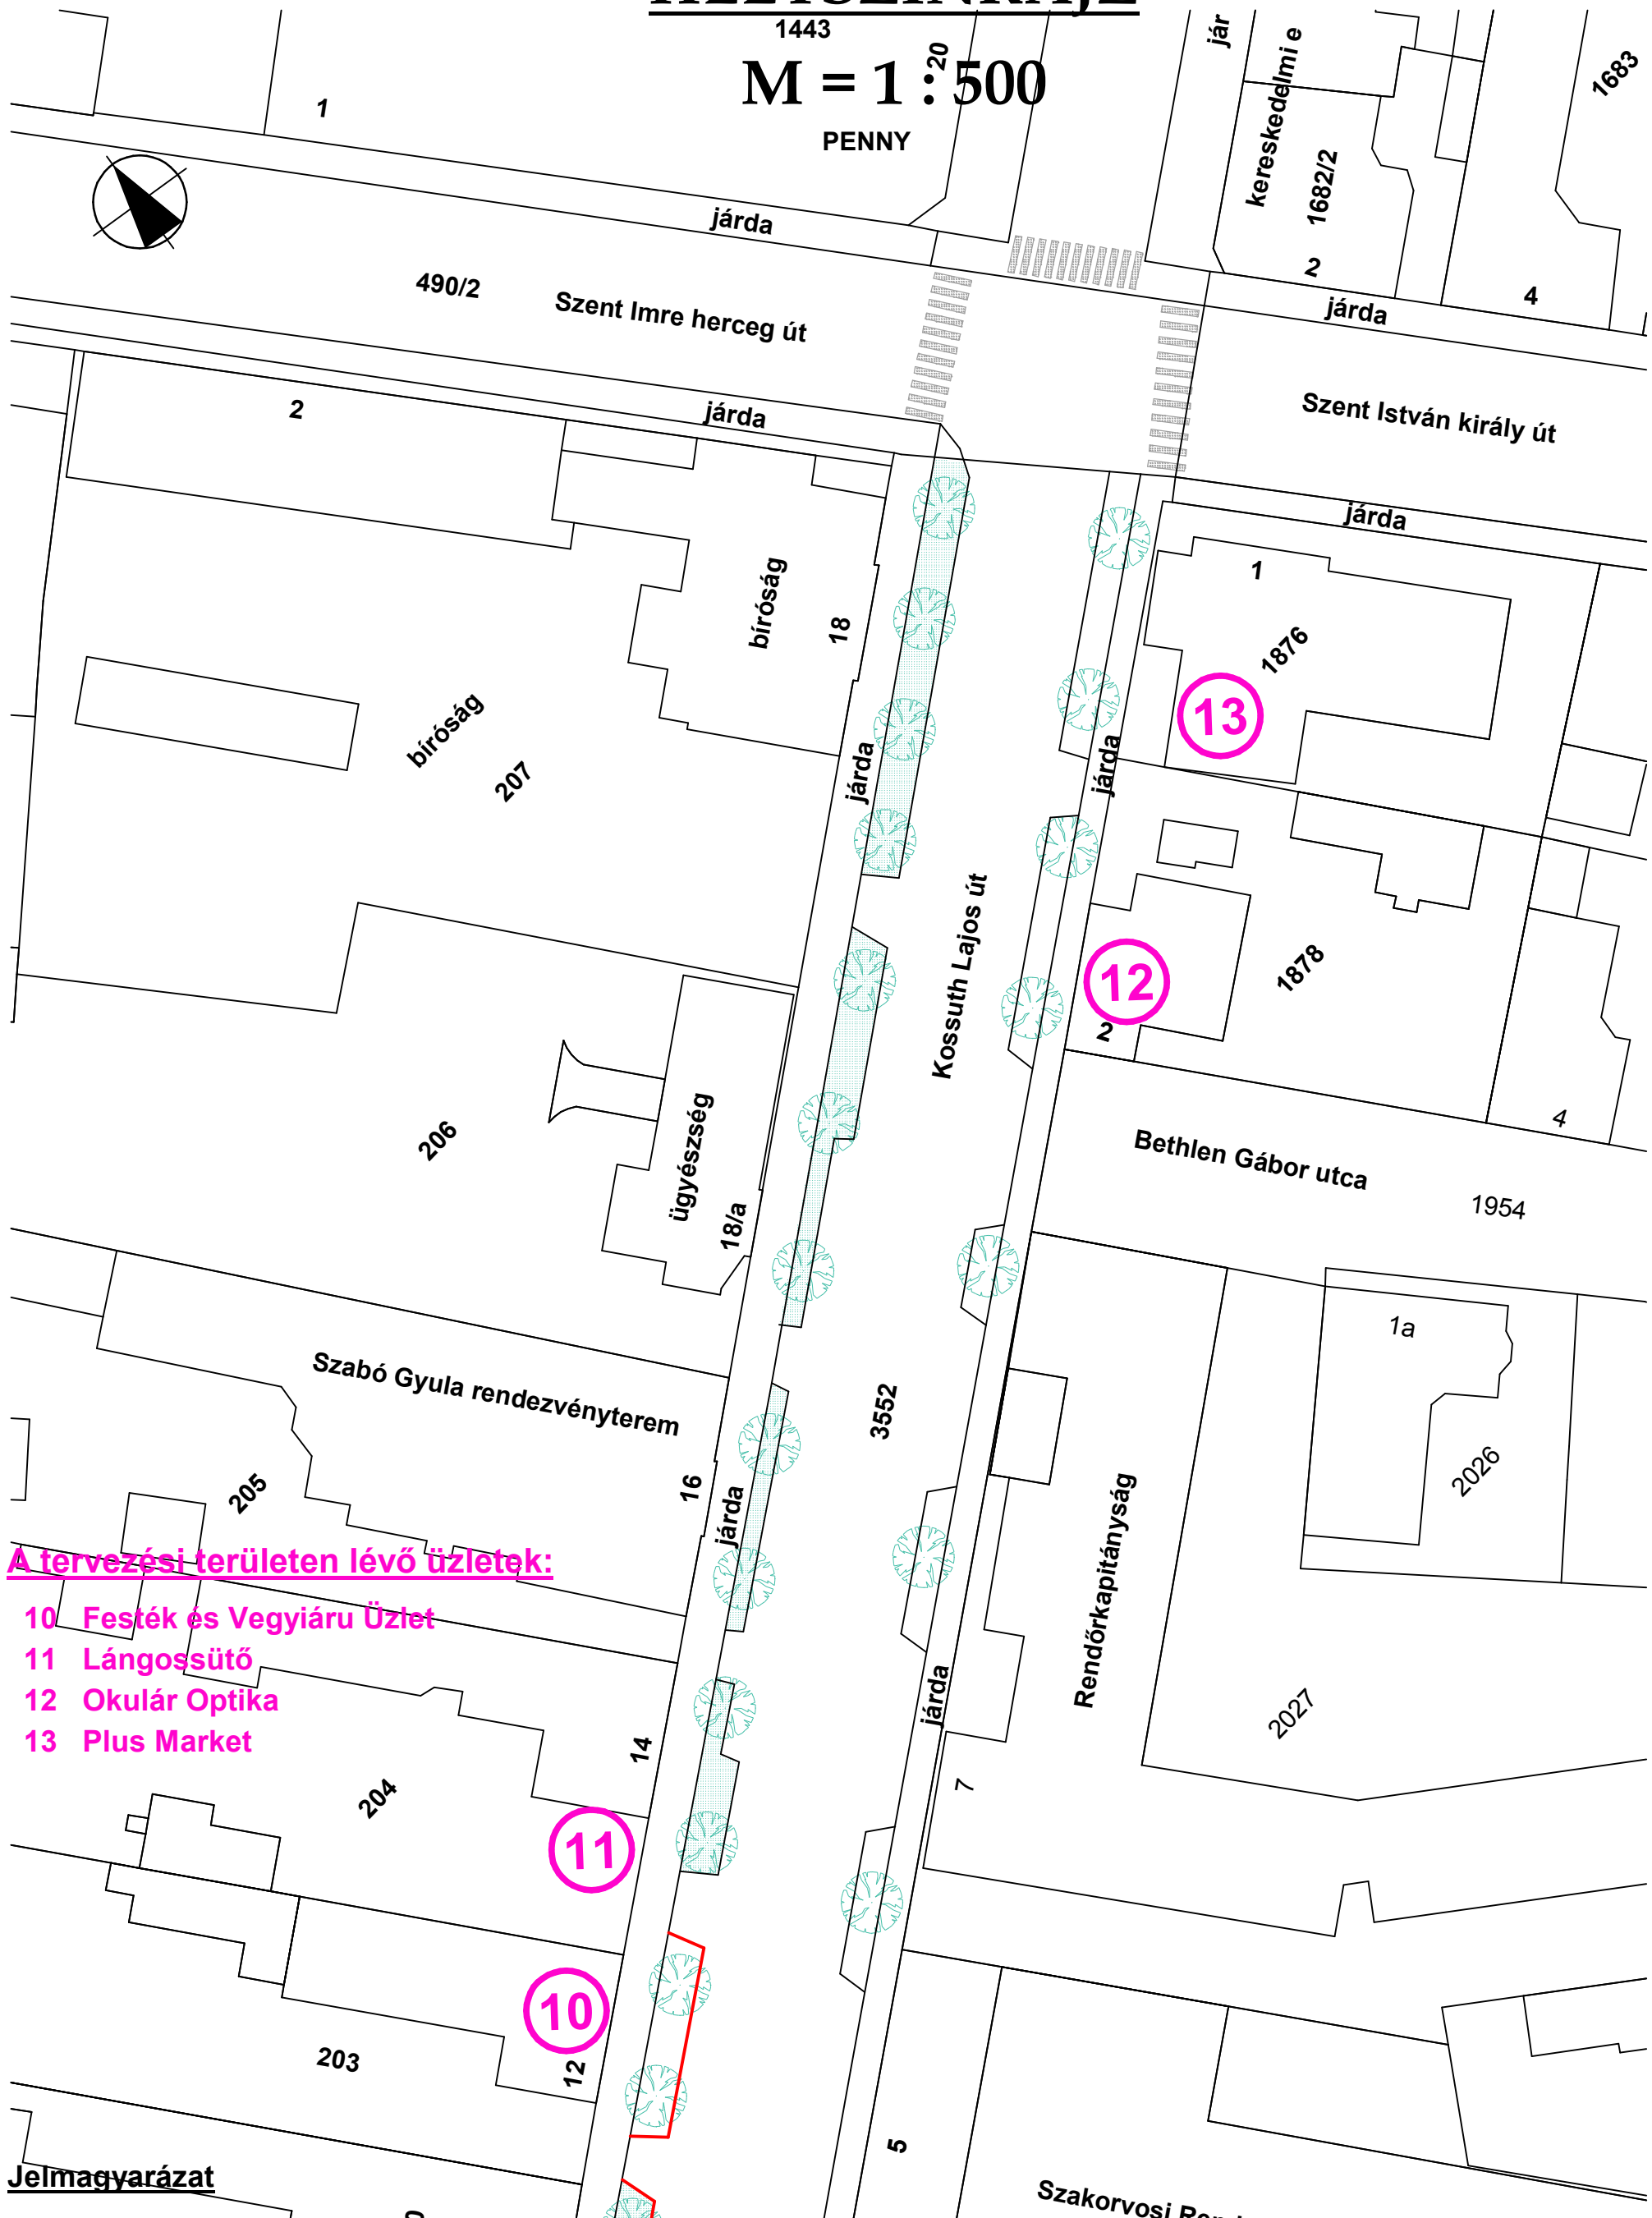 1443
20
M = 1 : 500
PENNY
jár
kereskedelmi e
1682/2
1683
1
járda
2
4
járda
490/2
Szent Imre herceg út
Szent István király út
2
járda
járda
bíróság
18
1
1876
13
bíróság
207
járda
járda
Kossuth Lajos út
12
1878
2
4
206
ügyészség
18/a
Bethlen Gábor utca
1954
1a
Szabó Gyula rendezvényterem
3552
2026
205
16
járda
Rendőrkapitányság
A tervezési területen lévő üzletek:
10 Festék és Vegyiáru Üzlet
11 Lángossütő
12 Okulár Optika
13 Plus Market
járda
2027
14
7
204
11
10
203
12
5
Jelmagyarázat
Szakorvosi